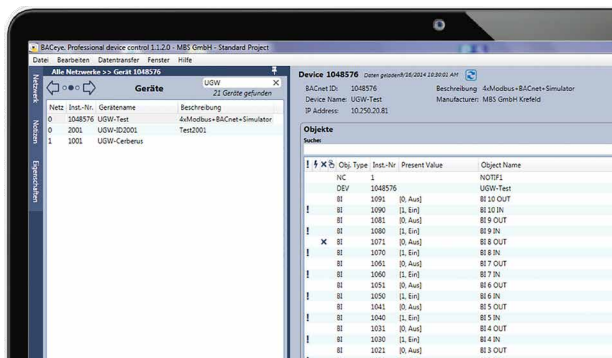 BACeye, Professional device control 1.1.2.0 - MBS GmbH - Standard Project
Datei Bearbeiten Datentransfer Fenster Hilfe
Netzwerk
Notizen
Eigenschaften
Alle Netzwerke >> Gerät 1048576
Geräte
UGW X
21 Geräte gefunden
Netz Inst.-Nr. Gerätename Beschreibung
0 1048576 UGW-Test 4xModbus+BACnet+Simulator
0 2001 UGW-ID2001 Test2001
1 1001 UGW-Cerberus
Device 1048576 Daten geladen9/16/2014 10:30:01 AM
BACnet ID: 1048576 Beschreibung 4xModbus+BACnet+Simulator
Device Name: UGW-Test Manufacturer: MBS GmbH Krefeld
IP Address: 10.250.20.81
Objekte
Suche:
! Obj. Type Inst.-Nr Present Value Object Name
NC 1 NOTIF1
DEV 1048576 UGW-Test
BI 1091 [0, Aus] BI 10 OUT
! BI 1090 [1, Ein] BI 10 IN
BI 1081 [0, Aus] BI 9 OUT
! BI 1080 [1, Ein] BI 9 IN
X BI 1071 [0, Aus] BI 8 OUT
! BI 1070 [1, Ein] BI 8 IN
BI 1061 [0, Aus] BI 7 OUT
! BI 1060 [1, Ein] BI 7 IN
BI 1051 [0, Aus] BI 6 OUT
! BI 1050 [1, Ein] BI 6 IN
BI 1041 [0, Aus] BI 5 OUT
! BI 1040 [1, Ein] BI 5 IN
BI 1031 [0, Aus] BI 4 OUT
! BI 1030 [1, Ein] BI 4 IN
BI 1021 [0, Aus] BI 3 OUT